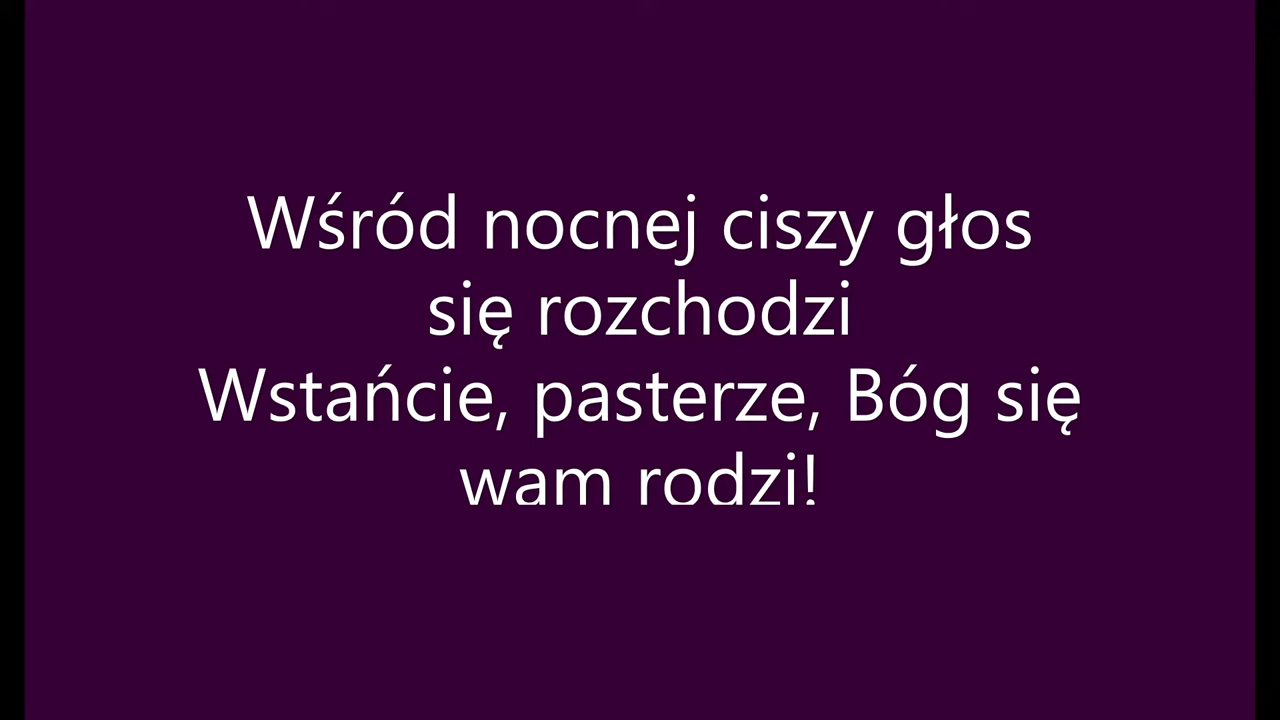 Wśród nocnej ciszy głos
się rozchodzi
Wstańcie, pasterze, Bóg się
wam rodzi!